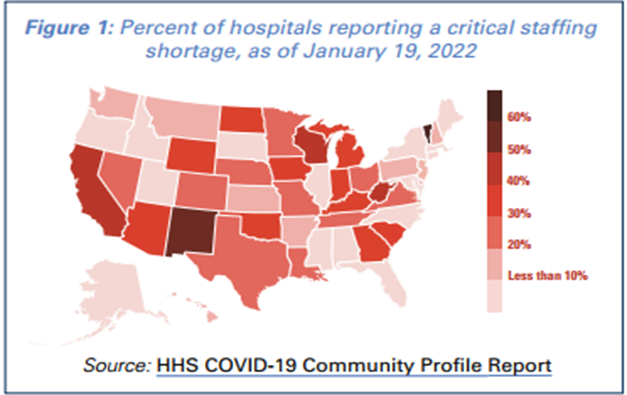 Figure 1: Percent of hospitals reporting a critical staffing
shortage, as of January 19, 2022
60%
50%
40%
30%
20%
Less than 10%
Source: HHS COVID-19 Community Profile Report